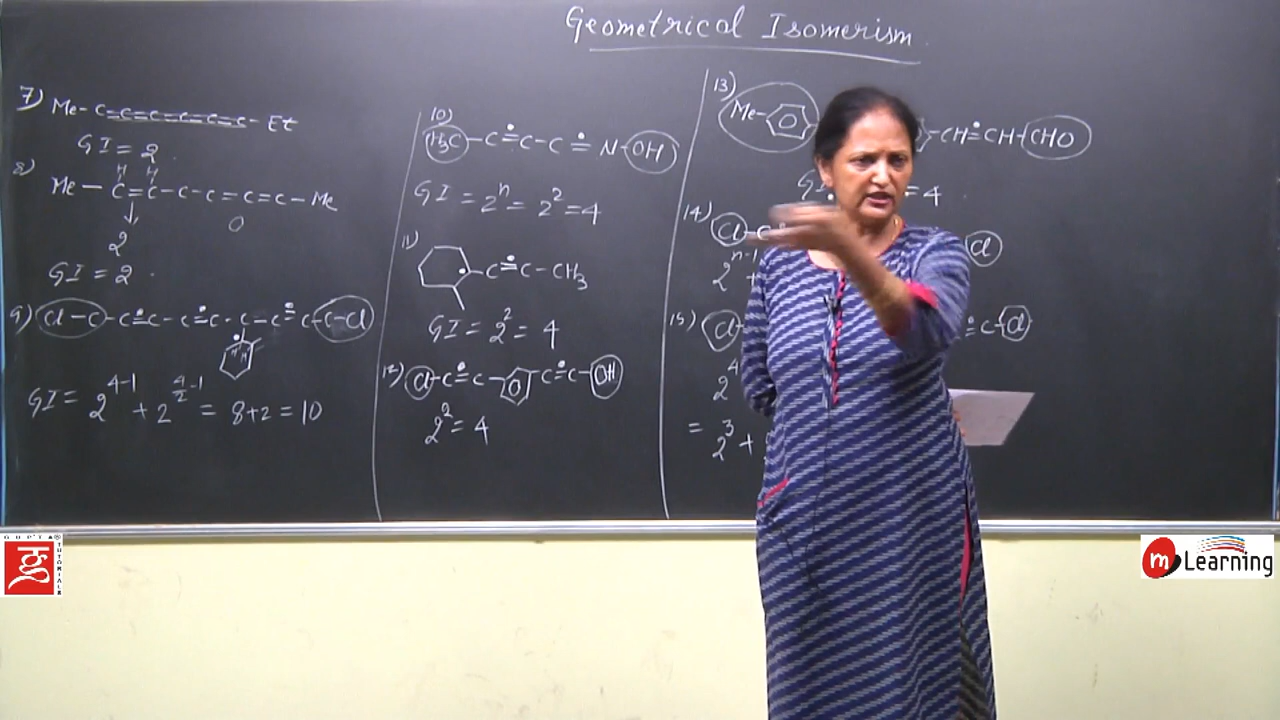 Geometrical Isomerism
7) Me-C=C=C=C=C=C-Et
GI = 2
8) Me-C=C-C-C=C=C-Me
H H
2
0
GI = 2
9) Cl-C-C=C-C=C-C-C-C=C-C-Cl
H H
GI = 2^(4-1) + 2^(4/2-1) = 8+2 = 10
10) H3C-C=C-C=N-OH
GI = 2^n = 2^2 = 4
11) C=C-CH3
GI = 2^2 = 4
12) Cl-C=C-C=C-OH
2^2 = 4
13) Me- -CH=CH-CHO
= 4
14) Cl-C Cl
2^(n-1) +
15) Cl =C-Cl
2^4
= 2^3 +
GUPTA TUTORIALS
m Learning